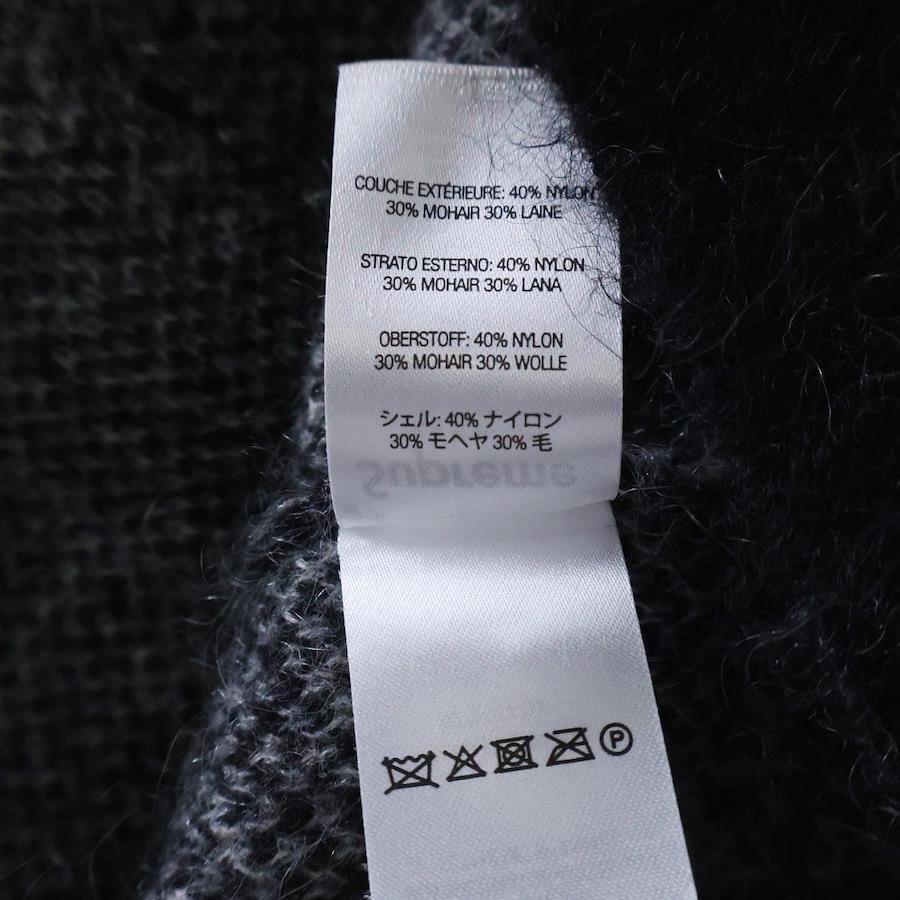 COUCHE EXTÉRIEURE: 40% NYLON
30% MOHAIR 30% LAINE
STRATO ESTERNO: 40% NYLON
30% MOHAIR 30% LANA
OBERSTOFF: 40% NYLON
30% MOHAIR 30% WOLLE
シェル: 40% ナイロン
30% モヘヤ 30% 毛
Supreme
P